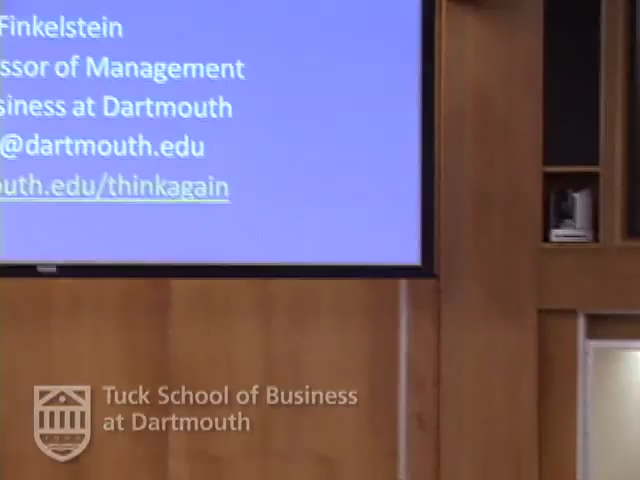 Finkelstein
ssor of Management
siness at Dartmouth
@dartmouth.edu
outh.edu/thinkagain
Tuck School of Business
at Dartmouth